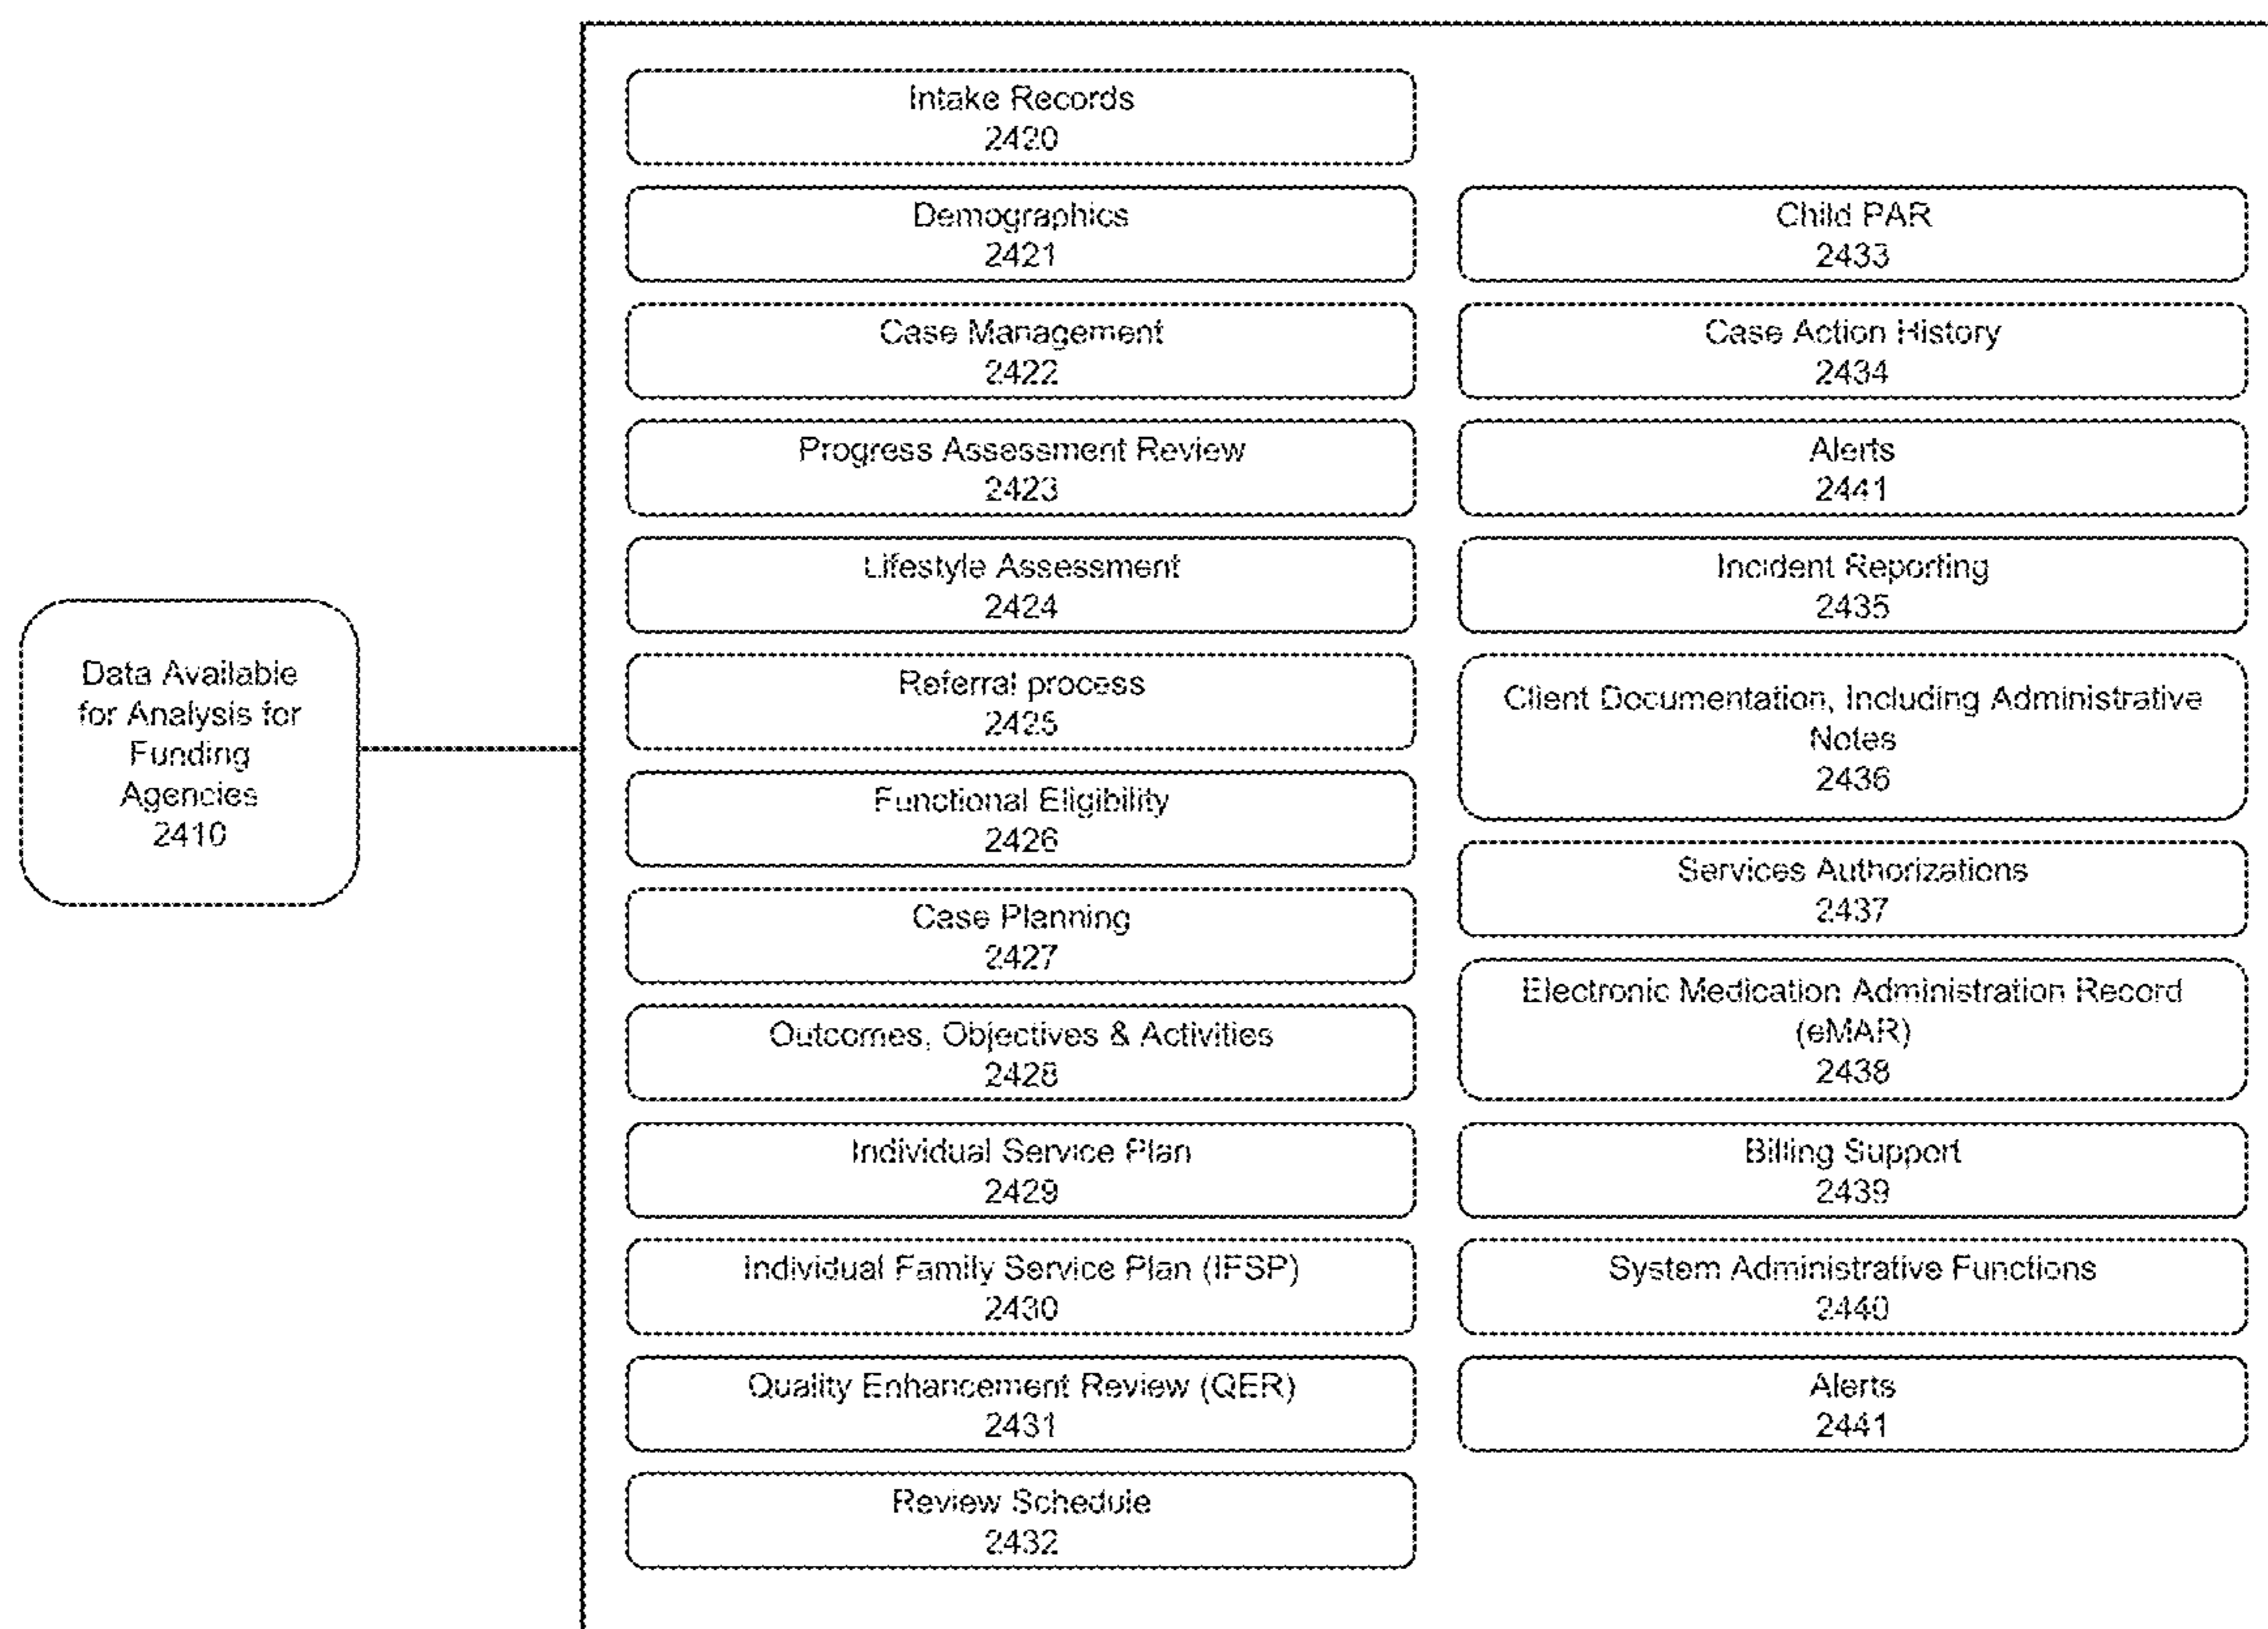 Data Available
for Analysis for
Funding
Agencies
2410
Intake Records
2420
Demographics
2421
Case Management
2422
Progress Assessment Review
2423
Lifestyle Assessment
2424
Referral process
2425
Functional Eligibility
2426
Case Planning
2427
Outcomes, Objectives & Activities
2428
Individual Service Plan
2429
Individual Family Service Plan (IFSP)
2430
Quality Enhancement Review (QER)
2431
Review Schedule
2432
Child PAR
2433
Case Action History
2434
Alerts
2441
Incident Reporting
2435
Client Documentation, Including Administrative
Notes
2436
Services Authorizations
2437
Electronic Medication Administration Record
(eMAR)
2438
Billing Support
2439
System Administrative Functions
2440
Alerts
2441